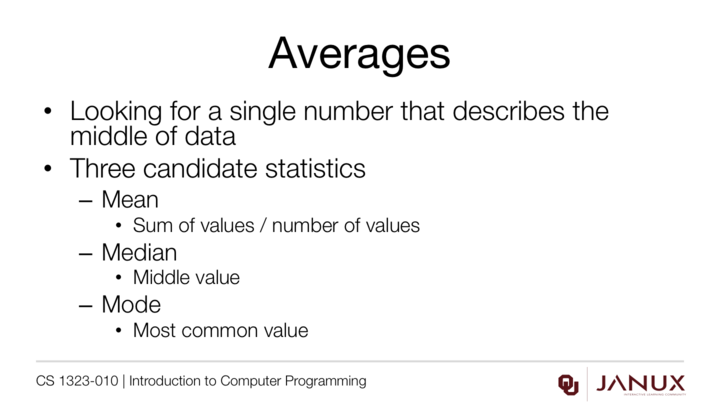 Averages
• Looking for a single number that describes the
middle of data
• Three candidate statistics
– Mean
• Sum of values / number of values
– Median
• Middle value
– Mode
• Most common value
CS 1323-010 | Introduction to Computer Programming
OU
JANUX
INTERACTIVE LEARNING COMMUNITY